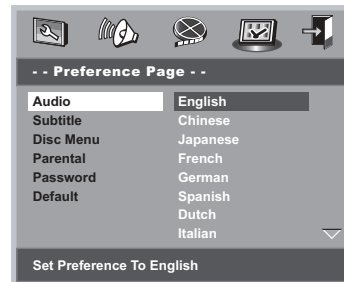 - - Preference Page - -
Audio
Subtitle
Disc Menu
Parental
Password
Default
English
Chinese
Japanese
French
German
Spanish
Dutch
Italian
Set Preference To English